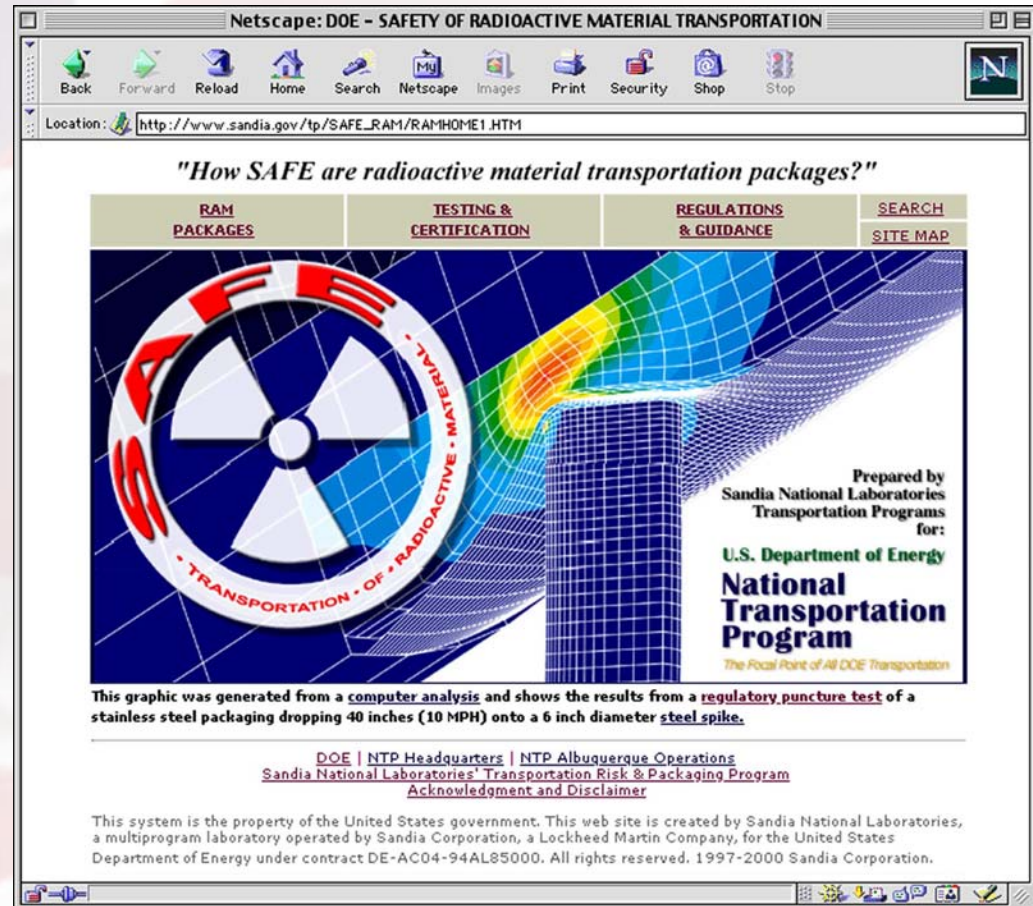 Netscape: DOE – SAFETY OF RADIOACTIVE MATERIAL TRANSPORTATION
Back Forward Reload Home Search Netscape Images Print Security Shop Stop
My
N
Location: http://www.sandia.gov/tp/SAFE_RAM/RAMHOME1.HTM
"How SAFE are radioactive material transportation packages?"
RAM
PACKAGES
TESTING &
CERTIFICATION
REGULATIONS
& GUIDANCE
SEARCH
SITE MAP
SAFE
• TRANSPORTATION • OF • RADIOACTIVE • MATERIAL •
Prepared by
Sandia National Laboratories
Transportation Programs
for:
U.S. Department of Energy
National
Transportation
Program
The Focal Point of All DOE Transportation
This graphic was generated from a computer analysis and shows the results from a regulatory puncture test of a
stainless steel packaging dropping 40 inches (10 MPH) onto a 6 inch diameter steel spike.
DOE | NTP Headquarters | NTP Albuquerque Operations
Sandia National Laboratories' Transportation Risk & Packaging Program
Acknowledgment and Disclaimer
This system is the property of the United States government. This web site is created by Sandia National Laboratories,
a multiprogram laboratory operated by Sandia Corporation, a Lockheed Martin Company, for the United States
Department of Energy under contract DE-AC04-94AL85000. All rights reserved. 1997-2000 Sandia Corporation.